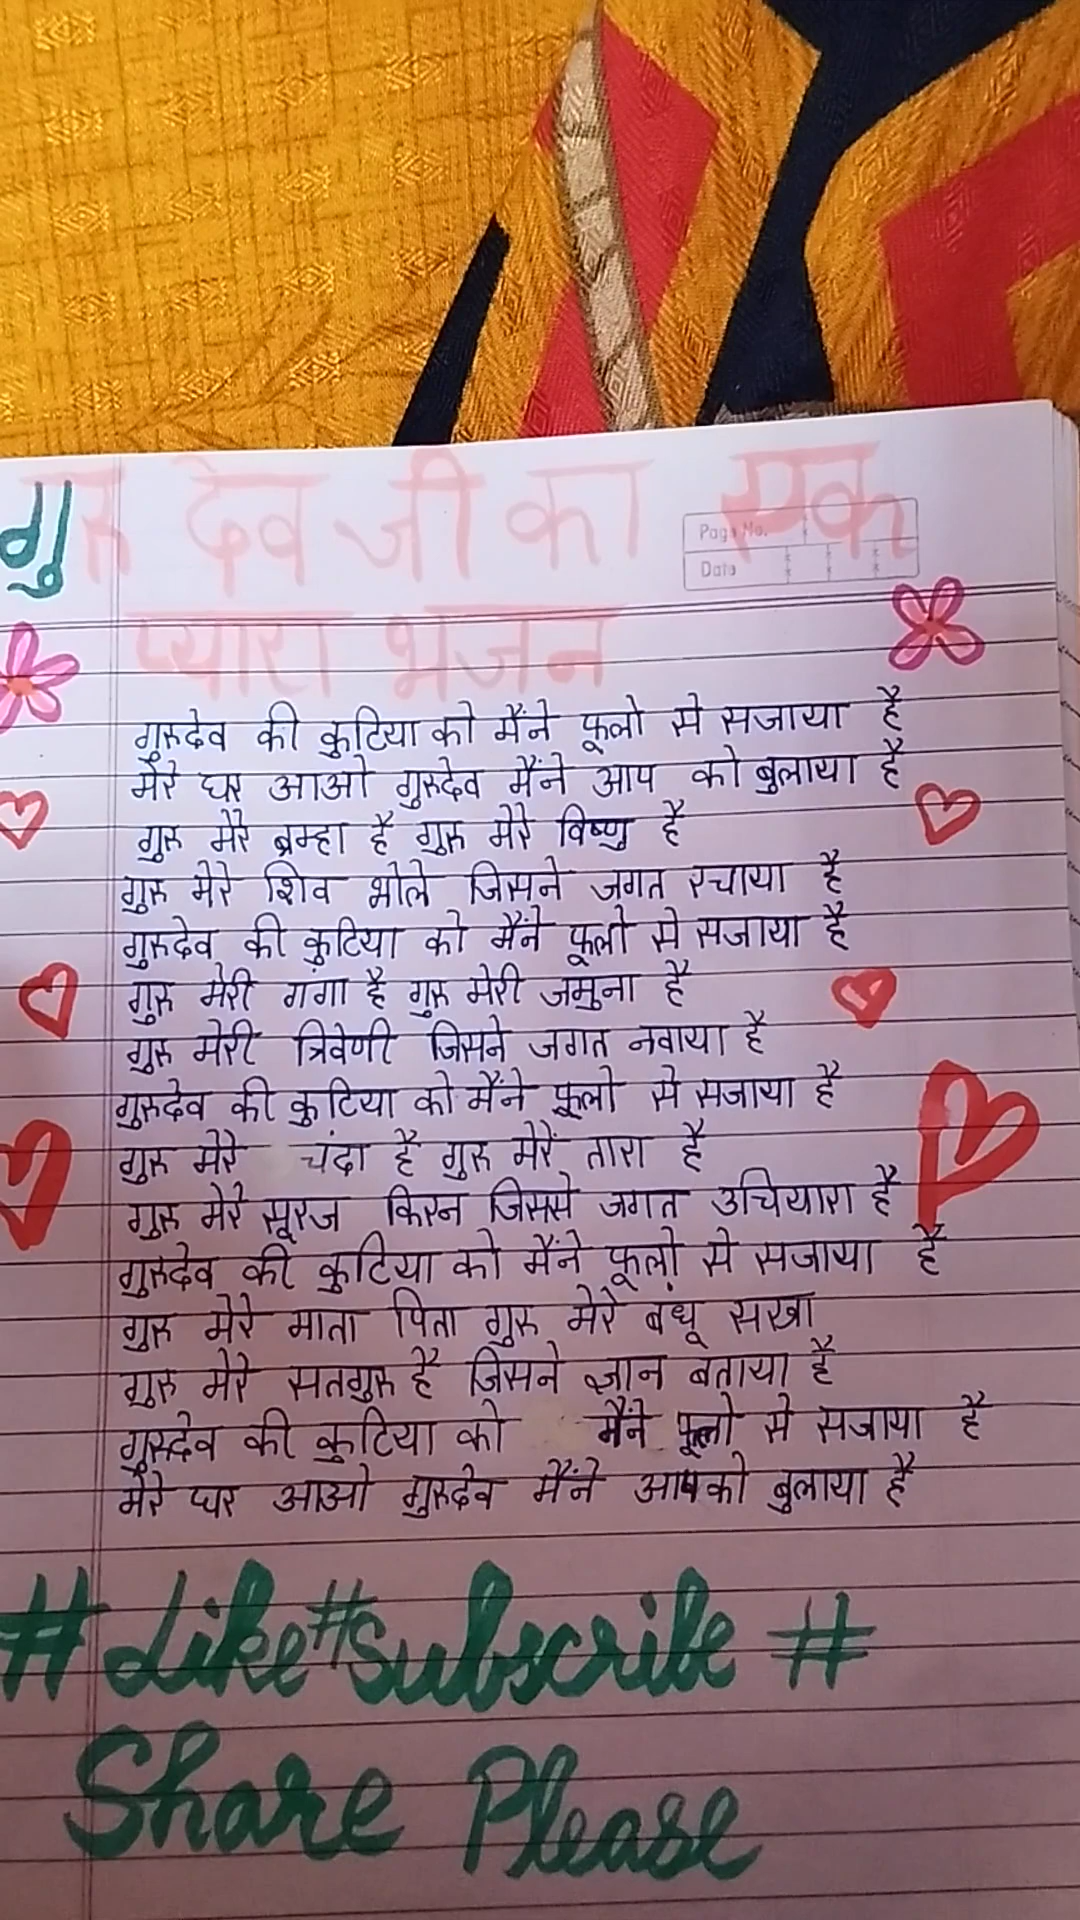 गुरु देव जी का एक
Page No.
Date
प्यारा भजन
गुरुदेव की कुटिया को मैंने फूलो से सजाया है
मेरे घर आओ गुरुदेव मैंने आप को बुलाया है
गुरु मेरे ब्रम्हा है गुरु मेरे विष्णु है
गुरु मेरे शिव भोले जिसने जगत रचाया है
गुरुदेव की कुटिया को मैंने फूलो से सजाया है
गुरु मेरी गंगा है गुरु मेरी जमुना है
गुरु मेरी त्रिवेणी जिसने जगत नवाया है
गुरुदेव की कुटिया को मैंने फूलो से सजाया है
गुरु मेरे चंदा है गुरु मेरें तारा है
गुरु मेरे सूरज किरन जिससे जगत उचियारा है
गुरुदेव की कुटिया को मैंने फूलो से सजाया है
गुरु मेरे माता पिता गुरु मेरे बंधू सखा
गुरु मेरे सतगुरु है जिसने ज्ञान बताया है
गुरुदेव की कुटिया को मैंने फूलो से सजाया है
मेरे घर आओ गुरुदेव मैंने आपको बुलाया है
#Like#subscribe #
Share Please